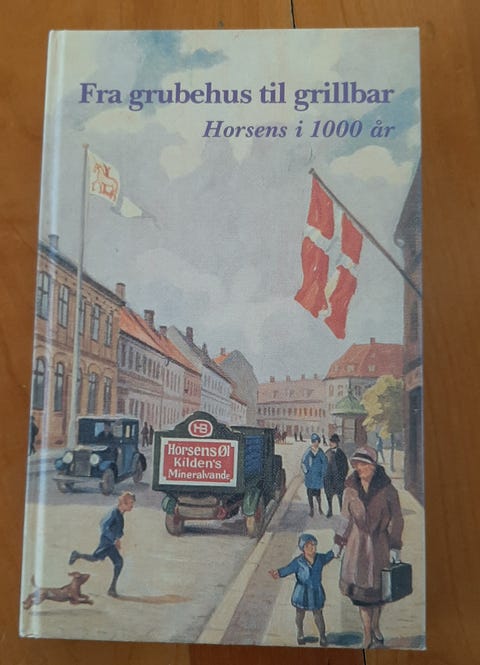 Fra grubehus til grillbar
Horsens i 1000 år
HB
Horsens Øl
Kilden's
Mineralvande